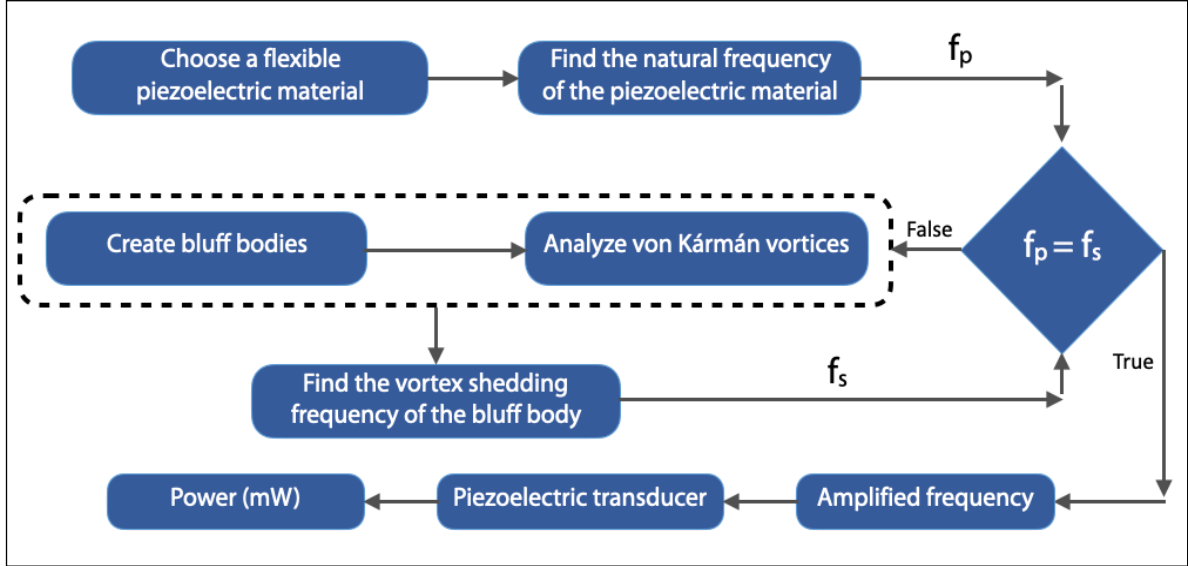 Choose a flexible
piezoelectric material
Find the natural frequency
of the piezoelectric material
fₚ
Create bluff bodies
Analyze von Kármán vortices
False
fₚ = fₛ
True
Find the vortex shedding
frequency of the bluff body
fₛ
Power (mW)
Piezoelectric transducer
Amplified frequency